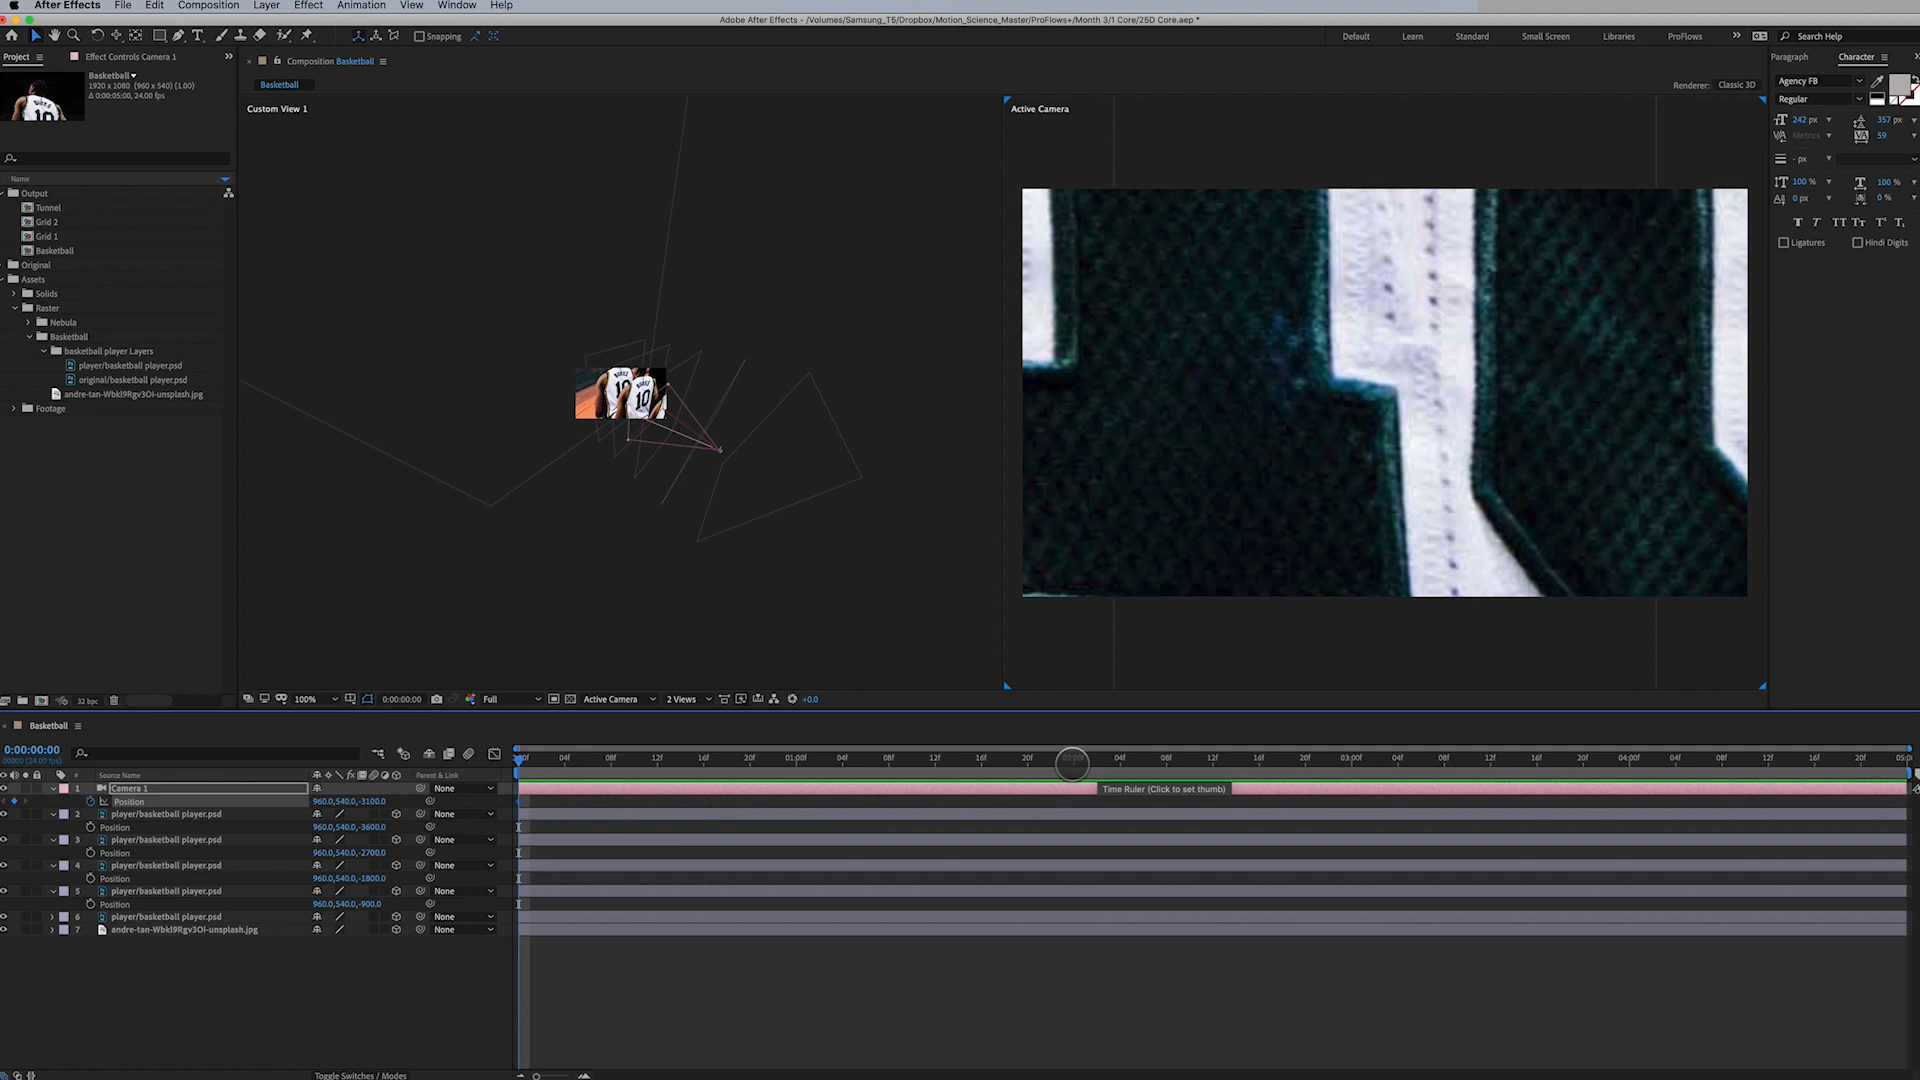 After Effects File Edit Composition Layer Effect Animation View Window Help
Adobe After Effects - /Volumes/Samsung_T5/Dropbox/Motion_Science_Master/ProFlows+/Month 3/1 Core/25D Core.aep *
Snapping
Default Learn Standard Small Screen Libraries ProFlows Search Help
Project Effect Controls Camera 1
Composition Basketball
Paragraph Character
Basketball
1920 x 1080 (960 x 540) (1.00)
Δ 0:00:05:00, 24.00 fps
Basketball
Renderer: Classic 3D
Agency FB
Regular
Custom View 1
Active Camera
242 px 357 px
Metrics 59
- px
100 % 100 %
0 px 0 %
Ligatures Hindi Digits
Name
Output
Tunnel
Grid 2
Grid 1
Basketball
Original
Assets
Solids
Raster
Nebula
Basketball
basketball player Layers
player/basketball player.psd
original/basketball player.psd
andre-tan-Wbkl9Rgv3OI-unsplash.jpg
Footage
10
32 bpc
100% 0:00:00:00 Full Active Camera 2 Views +0.0
Basketball
0:00:00:00
00000 (24.00 fps)
:00f 04f 08f 12f 16f 20f 01:00f 04f 08f 12f 16f 20f 02:00f 04f 08f 12f 16f 20f 03:00f 04f 08f 12f 16f 20f 04:00f 04f 08f 12f 16f 20f 05:0
# Source Name Parent & Link
1 Camera 1 None
Time Ruler (Click to set thumb)
Position 960.0,540.0,-3100.0
2 player/basketball player.psd None
Position 960.0,540.0,-3600.0
3 player/basketball player.psd None
Position 960.0,540.0,-2700.0
4 player/basketball player.psd None
Position 960.0,540.0,-1800.0
5 player/basketball player.psd None
Position 960.0,540.0,-900.0
6 player/basketball player.psd None
7 andre-tan-Wbkl9Rgv3OI-unsplash.jpg None
Toggle Switches / Modes